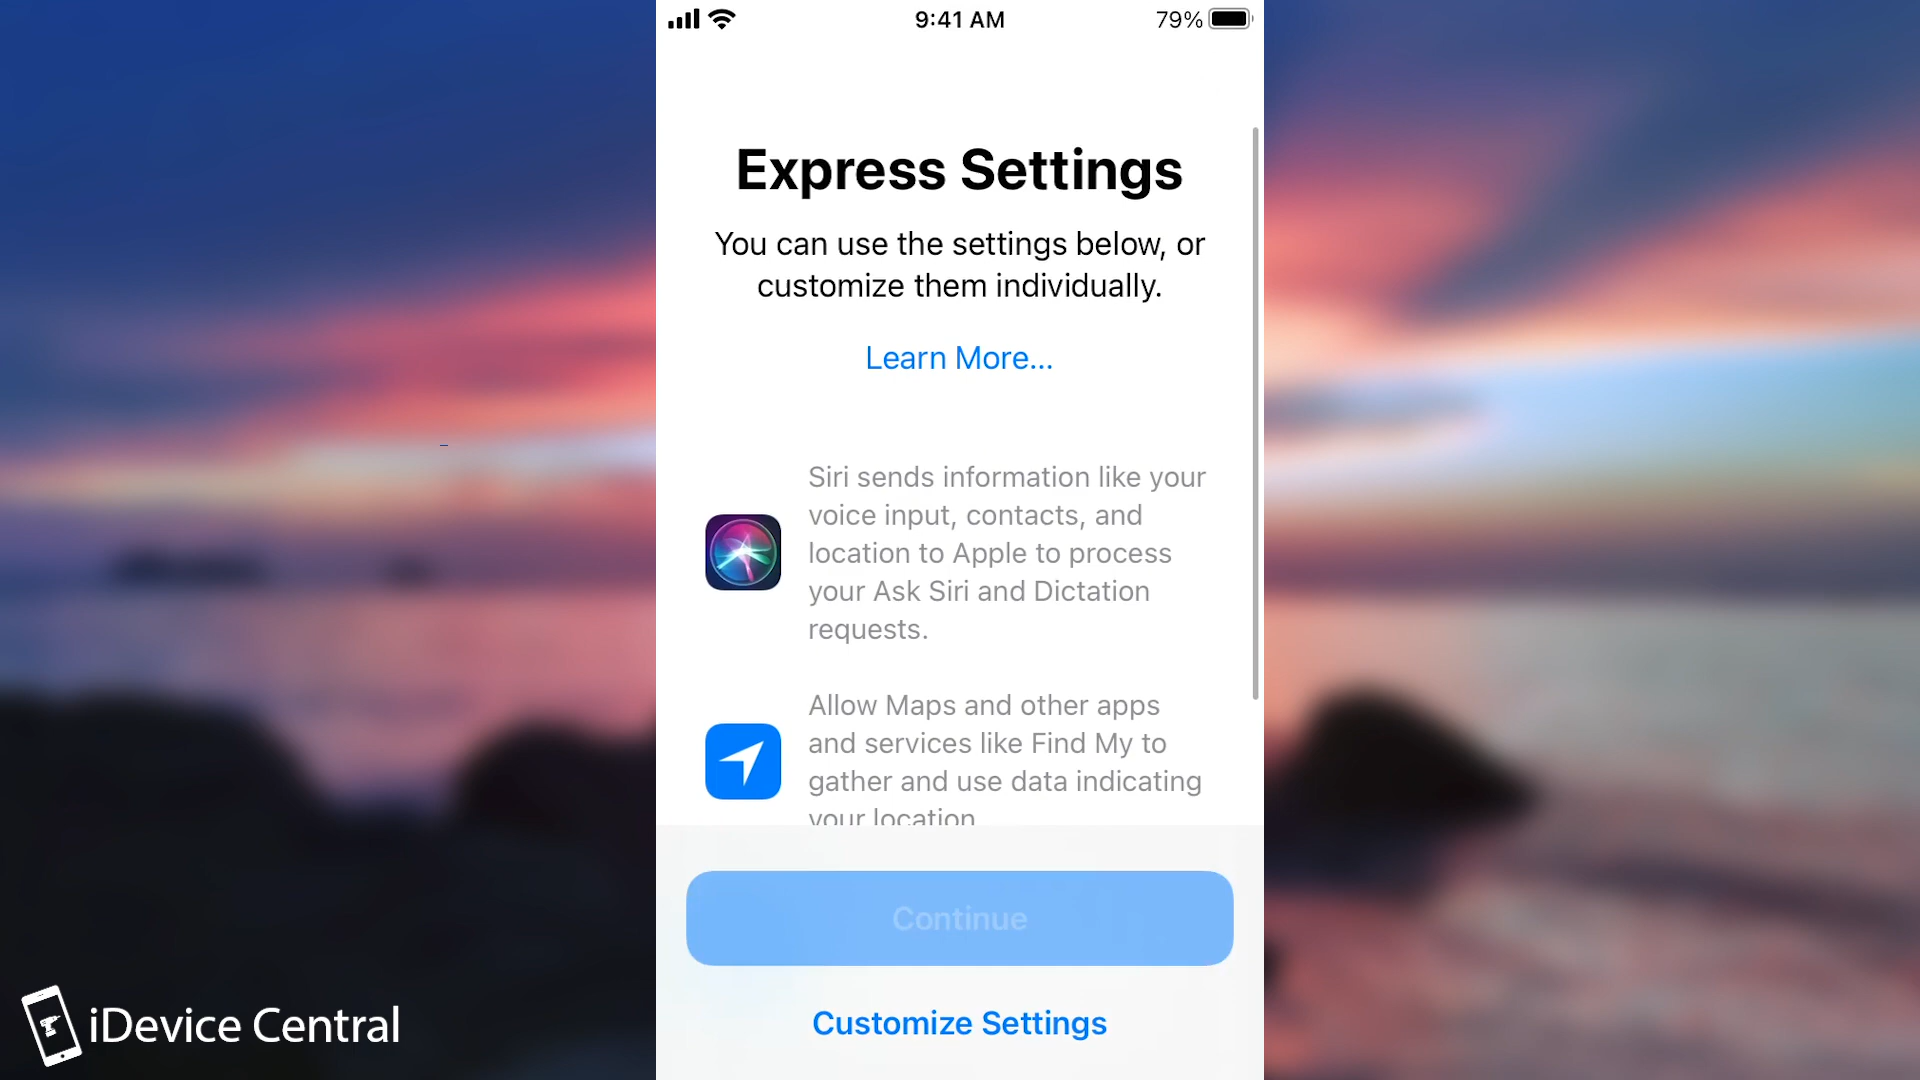 9:41 AM
79%
Express Settings
You can use the settings below, or
customize them individually.
Learn More...
Siri sends information like your
voice input, contacts, and
location to Apple to process
your Ask Siri and Dictation
requests.
Allow Maps and other apps
and services like Find My to
gather and use data indicating
your location
Continue
Customize Settings
iDevice Central